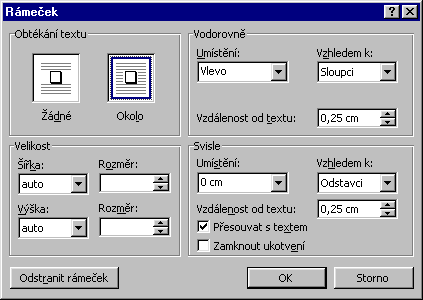 Rámeček
Obtékání textu
Žádné
Okolo
Vodorovně
Umístění:
Vzhledem k:
Vlevo
Sloupci
Vzdálenost od textu:
0,25 cm
Velikost
Šířka:
Rozměr:
auto
Výška:
Rozměr:
auto
Svisle
Umístění:
Vzhledem k:
0 cm
Odstavci
Vzdálenost od textu:
0,25 cm
Přesouvat s textem
Zamknout ukotvení
Odstranit rámeček
OK
Storno